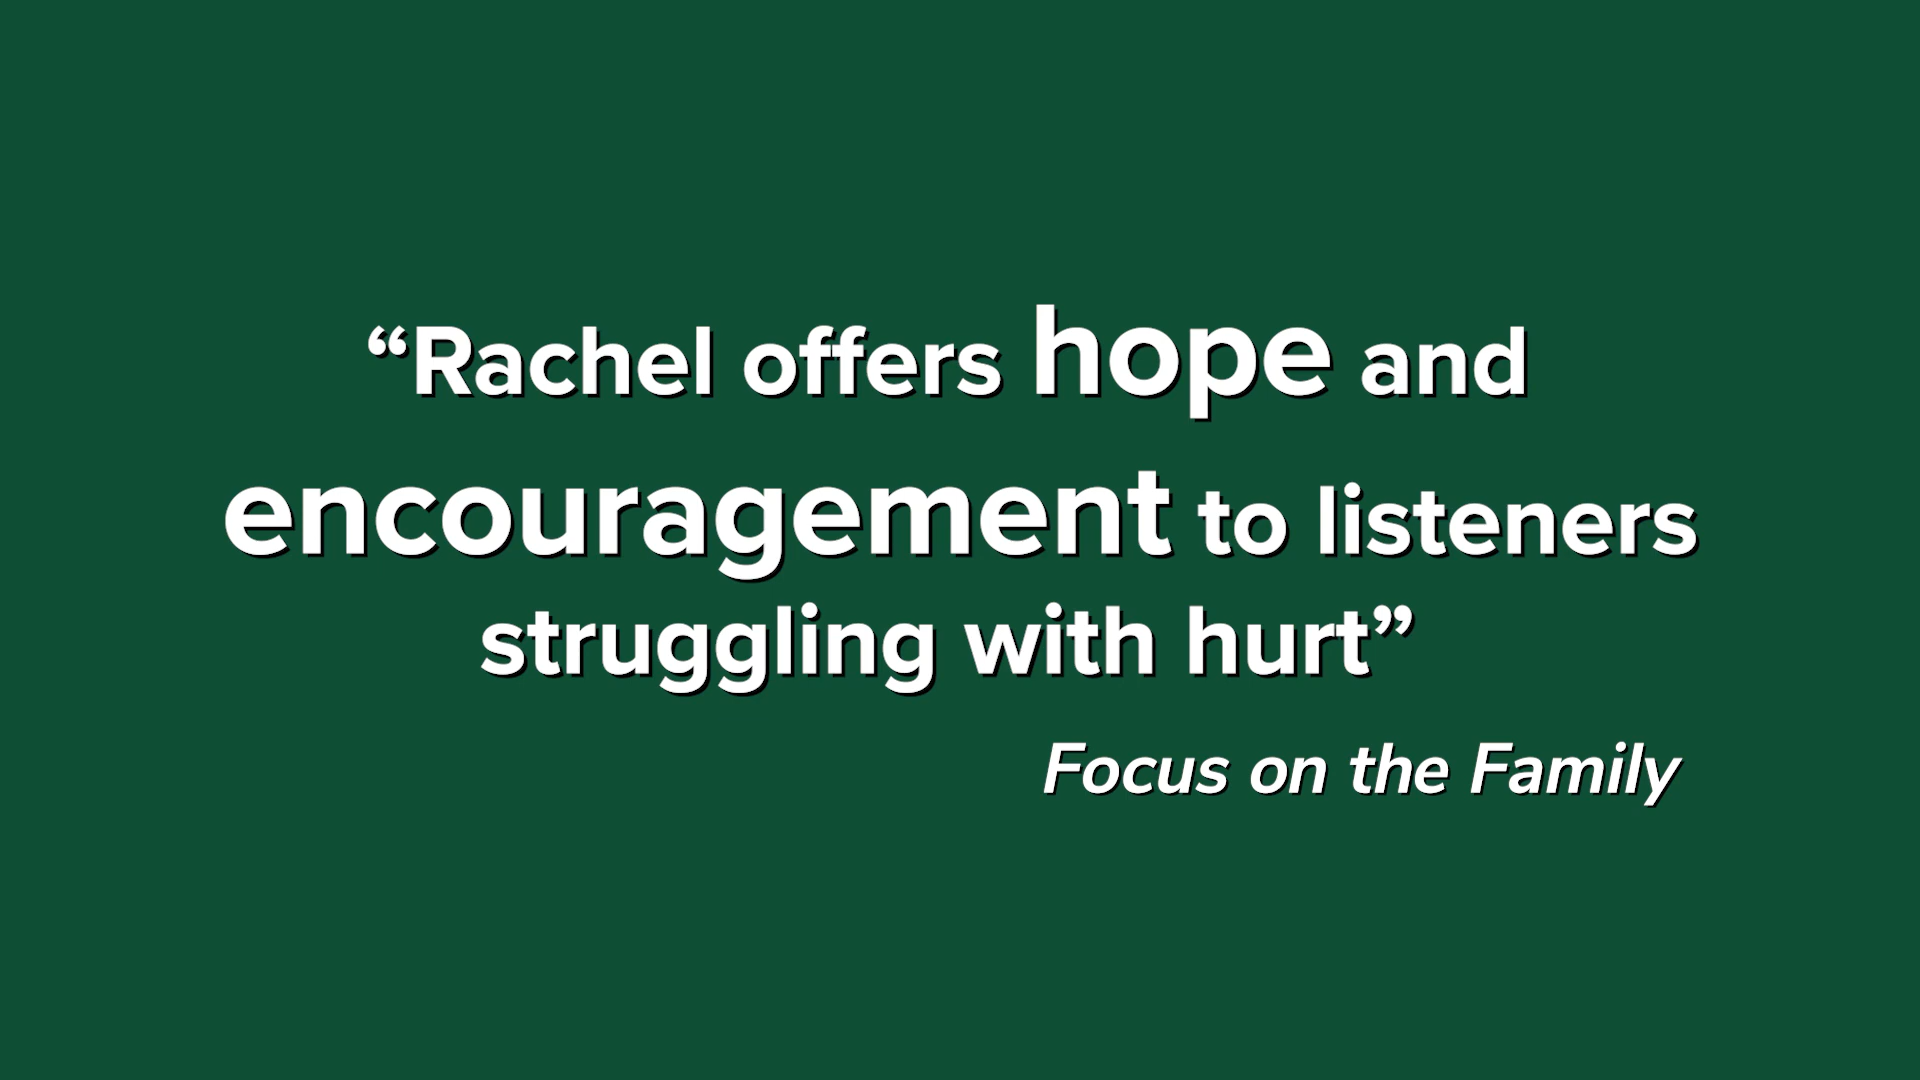 “Rachel offers hope and
encouragement to listeners
struggling with hurt”
Focus on the Family